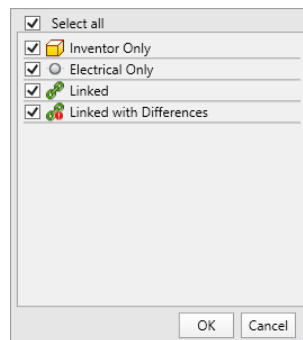 Select all
Inventor Only
Electrical Only
Linked
Linked with Differences
OK Cancel